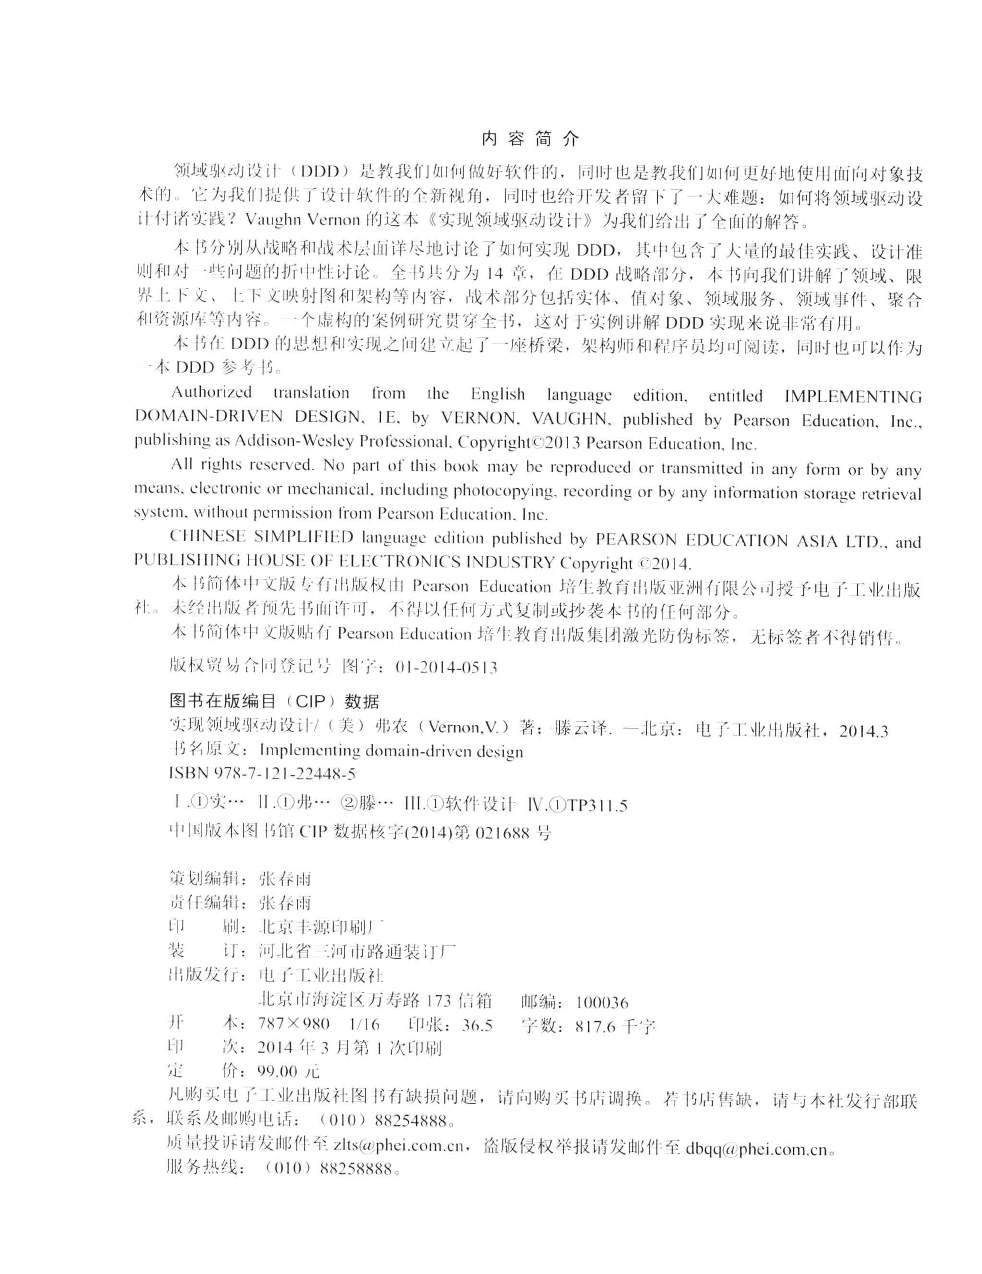 内 容 简 介
领域驱动设计（DDD）是教我们如何做好软件的，同时也是教我们如何更好地使用面向对象技
术的。它为我们提供了设计软件的全新视角，同时也给开发者留下了一大难题：如何将领域驱动设
计付诸实践？Vaughn Vernon 的这本《实现领域驱动设计》为我们给出了全面的解答。
本书分别从战略和战术层面详尽地讨论了如何实现 DDD，其中包含了大量的最佳实践、设计准
则和对一些问题的折中性讨论。全书共分为 14 章，在 DDD 战略部分，本书向我们讲解了领域、限
界上下文、上下文映射图和架构等内容，战术部分包括实体、值对象、领域服务、领域事件、聚合
和资源库等内容。一个虚构的案例研究贯穿全书，这对于实例讲解 DDD 实现来说非常有用。
本书在 DDD 的思想和实现之间建立起了一座桥梁，架构师和程序员均可阅读，同时也可以作为
一本 DDD 参考书。
Authorized translation from the English language edition, entitled IMPLEMENTING
DOMAIN-DRIVEN DESIGN, 1E, by VERNON, VAUGHN, published by Pearson Education, Inc.,
publishing as Addison-Wesley Professional, Copyright©2013 Pearson Education, Inc.
All rights reserved. No part of this book may be reproduced or transmitted in any form or by any
means, electronic or mechanical, including photocopying, recording or by any information storage retrieval
system, without permission from Pearson Education, Inc.
CHINESE SIMPLIFIED language edition published by PEARSON EDUCATION ASIA LTD., and
PUBLISHING HOUSE OF ELECTRONICS INDUSTRY Copyright ©2014.
本书简体中文版专有出版权由 Pearson Education 培生教育出版亚洲有限公司授予电子工业出版
社。未经出版者预先书面许可，不得以任何方式复制或抄袭本书的任何部分。
本书简体中文版贴有 Pearson Education 培生教育出版集团激光防伪标签，无标签者不得销售。
版权贸易合同登记号 图字：01-2014-0513
图书在版编目（CIP）数据
实现领域驱动设计/（美）弗农（Vernon,V.）著；滕云译. —北京：电子工业出版社，2014.3
书名原文：Implementing domain-driven design
ISBN 978-7-121-22448-5
Ⅰ.①实… Ⅱ.①弗… ②滕… Ⅲ.①软件设计 Ⅳ.①TP311.5
中国版本图书馆 CIP 数据核字(2014)第 021688 号
策划编辑：张春雨
责任编辑：张春雨
印 刷：北京丰源印刷厂
装 订：河北省三河市路通装订厂
出版发行：电子工业出版社
北京市海淀区万寿路 173 信箱 邮编：100036
开 本：787×980 1/16 印张：36.5 字数：817.6 千字
印 次：2014 年 3 月第 1 次印刷
定 价：99.00 元
凡购买电子工业出版社图书有缺损问题，请向购买书店调换。若书店售缺，请与本社发行部联
系，联系及邮购电话：（010）88254888。
质量投诉请发邮件至 zlts@phei.com.cn，盗版侵权举报请发邮件至 dbqq@phei.com.cn。
服务热线：（010）88258888。